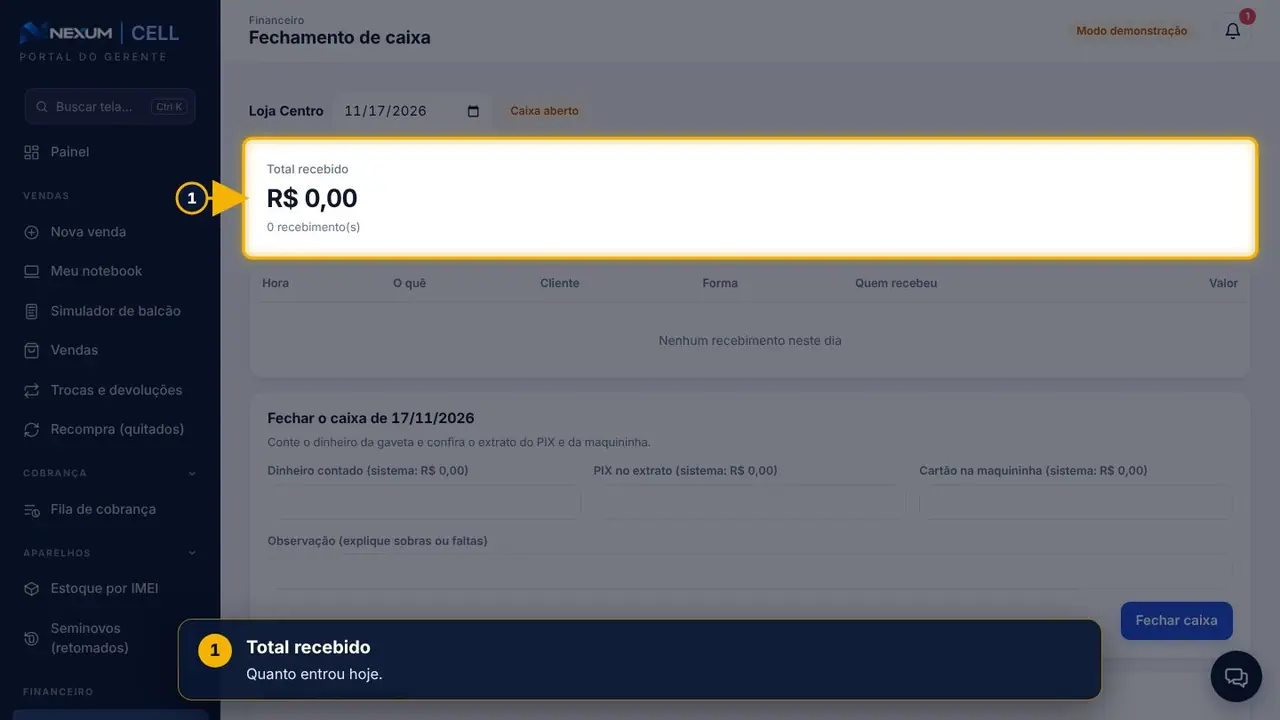 NEXUM | CELL
PORTAL DO GERENTE
Buscar tela... Ctrl K
Painel
VENDAS
Nova venda
Meu notebook
Simulador de balcão
Vendas
Trocas e devoluções
Recompra (quitados)
COBRANÇA
Fila de cobrança
APARELHOS
Estoque por IMEI
Seminovos
(retomados)
FINANCEIRO
Financeiro
Fechamento de caixa
Modo demonstração
1
Loja Centro 11/17/2026 Caixa aberto
1
Total recebido
R$ 0,00
0 recebimento(s)
Hora O quê Cliente Forma Quem recebeu Valor
Nenhum recebimento neste dia
Fechar o caixa de 17/11/2026
Conte o dinheiro da gaveta e confira o extrato do PIX e da maquininha.
Dinheiro contado (sistema: R$ 0,00) PIX no extrato (sistema: R$ 0,00) Cartão na maquininha (sistema: R$ 0,00)
Observação (explique sobras ou faltas)
Fechar caixa
1 Total recebido
Quanto entrou hoje.